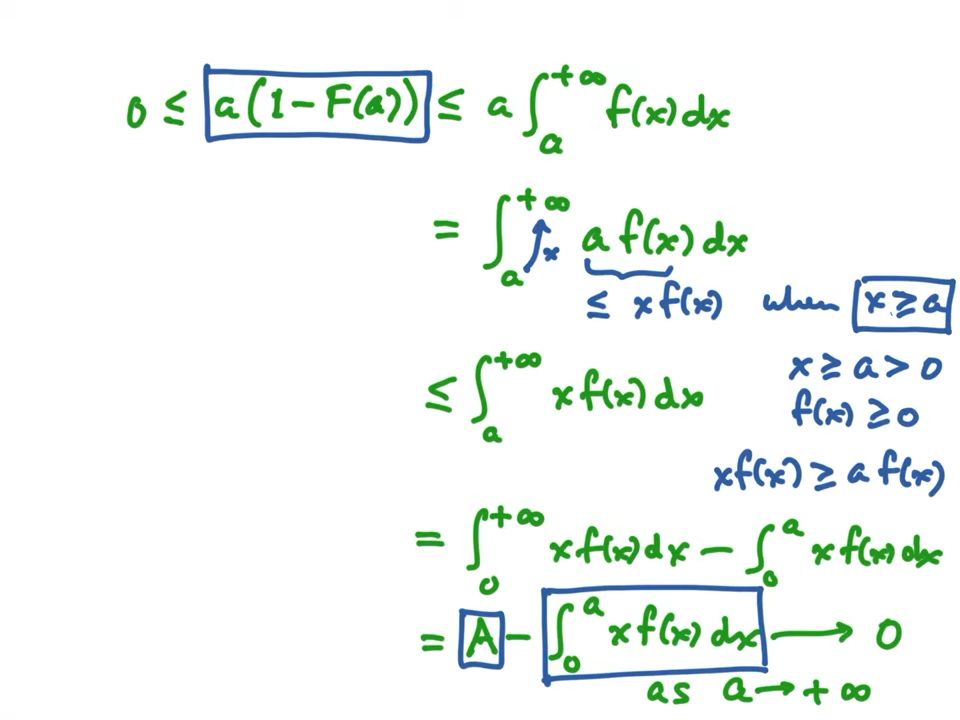 0 ≤ a(1 − F(a)) ≤ a ∫_a^{+∞} f(x) dx
= ∫_a^{+∞} a f(x) dx
x
≤ x f(x) when x ≥ a
≤ ∫_a^{+∞} x f(x) dx
x ≥ a > 0
f(x) ≥ 0
x f(x) ≥ a f(x)
= ∫_0^{+∞} x f(x) dx − ∫_0^a x f(x) dx
= A − ∫_0^a x f(x) dx → 0
as a → +∞